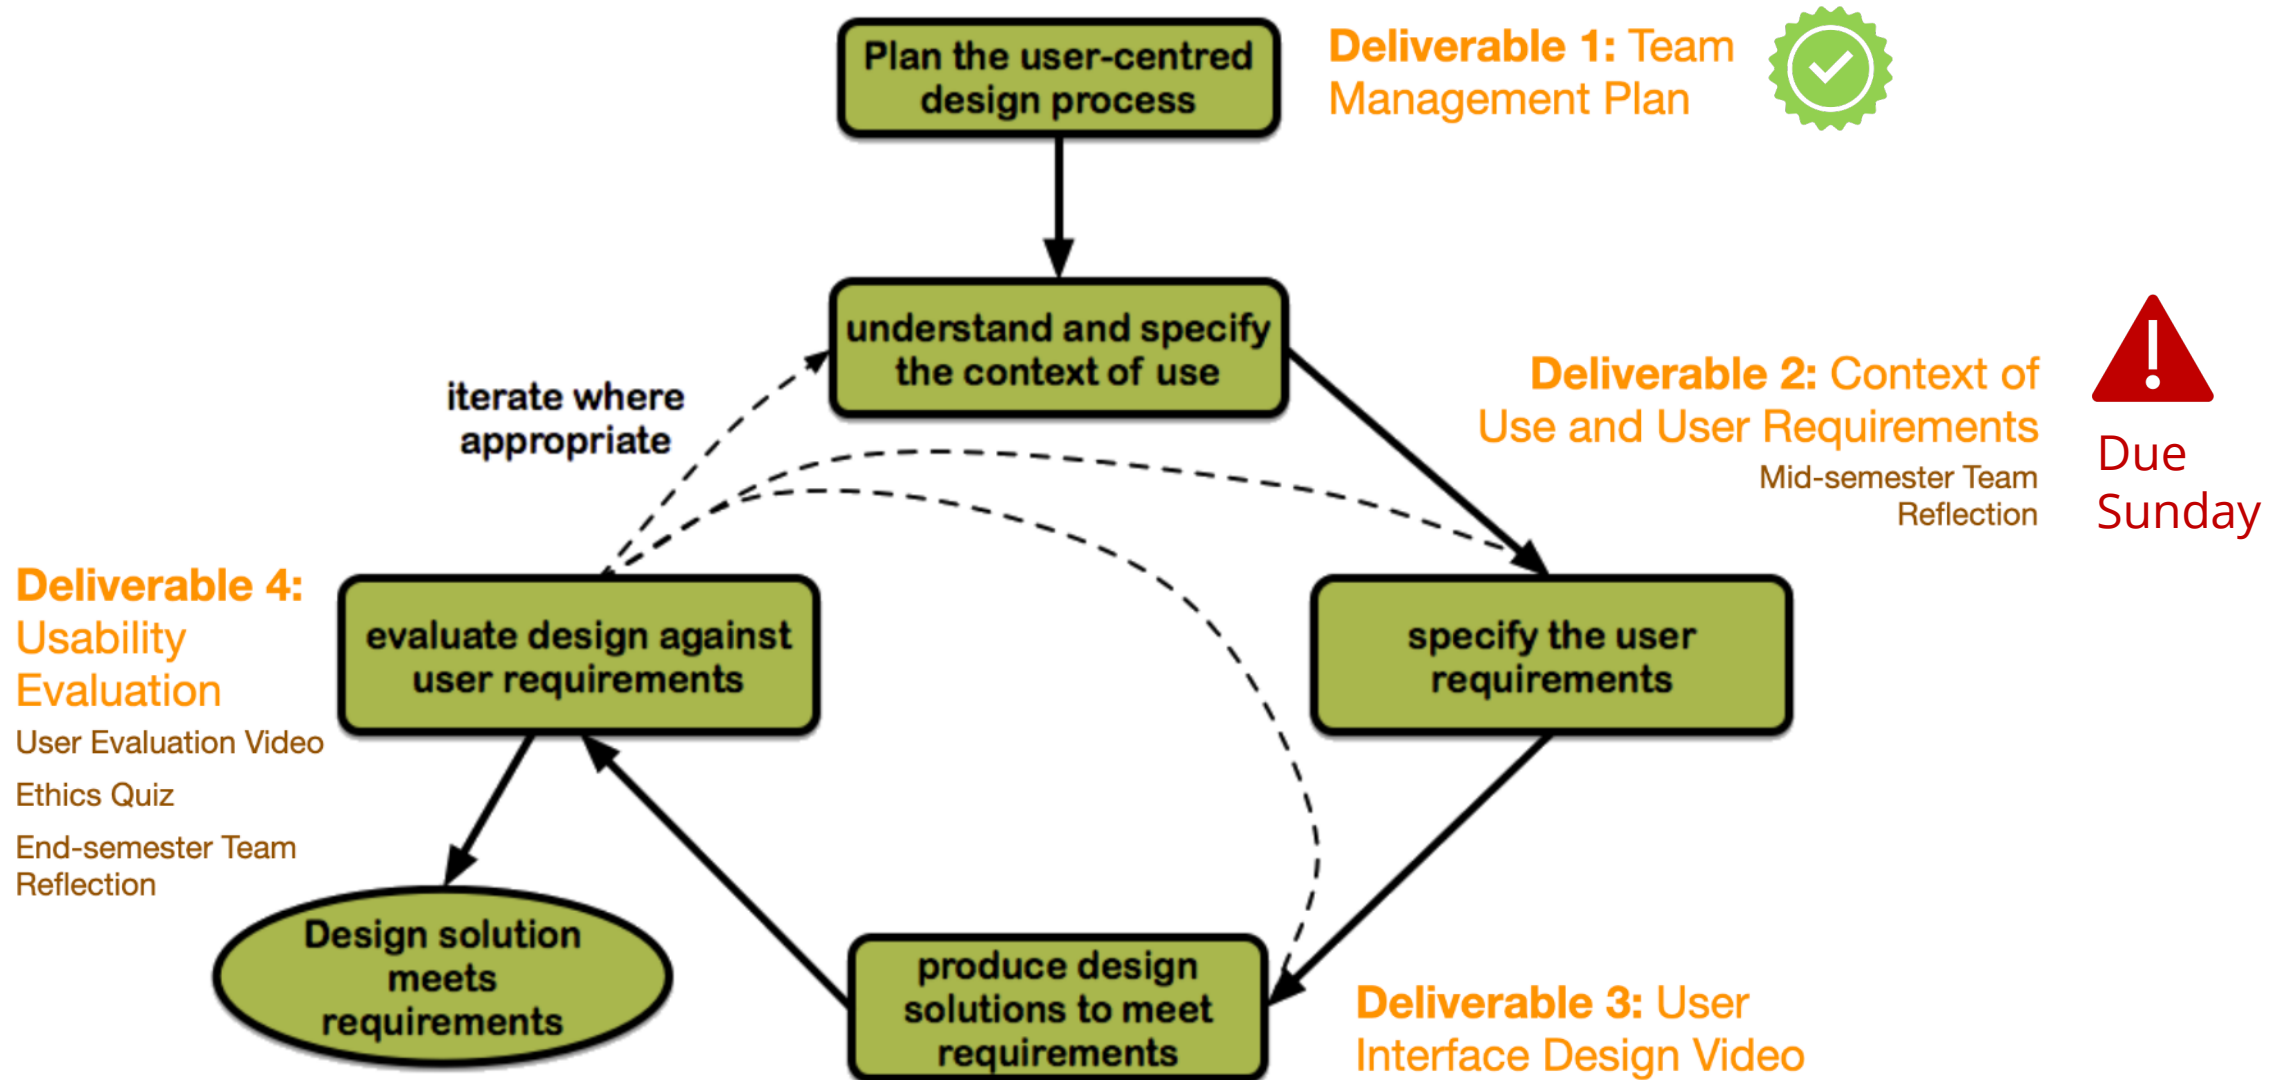 Plan the user-centred
design process
Deliverable 1: Team
Management Plan
understand and specify
the context of use
iterate where
appropriate
Deliverable 2: Context of
Use and User Requirements
Mid-semester Team
Reflection
Due
Sunday
Deliverable 4:
Usability
Evaluation
User Evaluation Video
Ethics Quiz
End-semester Team
Reflection
evaluate design against
user requirements
specify the user
requirements
Design solution
meets
requirements
produce design
solutions to meet
requirements
Deliverable 3: User
Interface Design Video